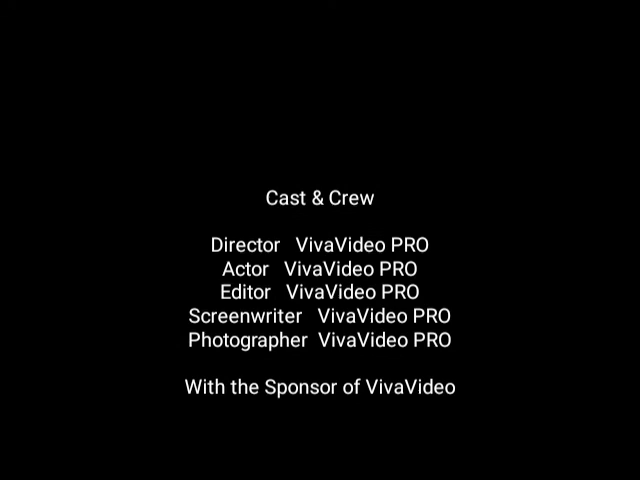 Cast & Crew
Director VivaVideo PRO
Actor VivaVideo PRO
Editor VivaVideo PRO
Screenwriter VivaVideo PRO
Photographer VivaVideo PRO
With the Sponsor of VivaVideo